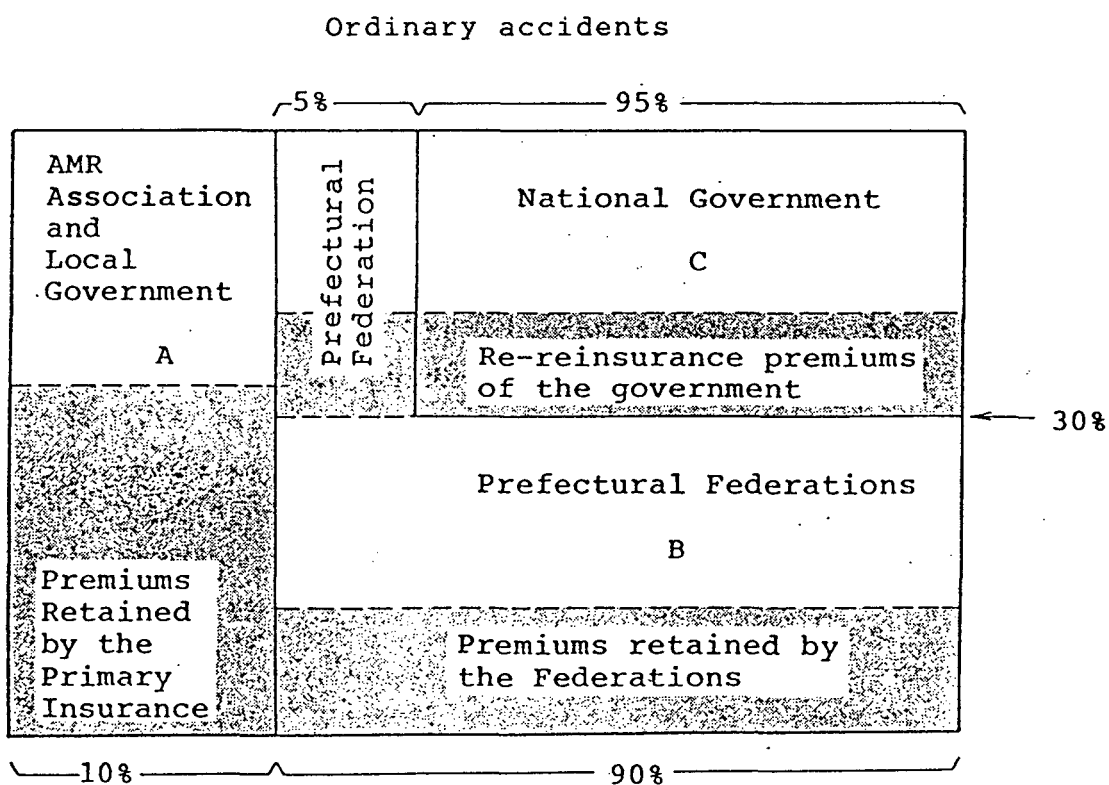 Ordinary accidents
5%
95%
AMR
Association
and
Local
Government
A
Prefectural
Federation
National Government
C
Re-reinsurance premiums
of the government
30%
Prefectural Federations
B
Premiums
Retained
by the
Primary
Insurance
Premiums retained by
the Federations
10%
90%